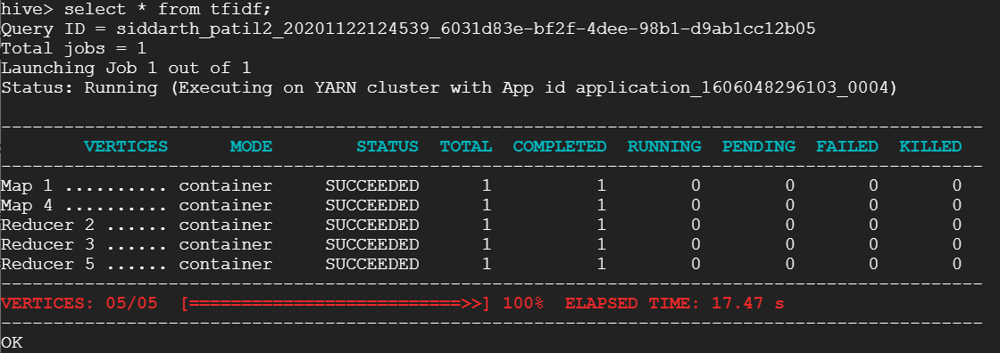 hive> select * from tfidf;
Query ID = siddarth_patil2_20201122124539_6031d83e-bf2f-4dee-98b1-d9ab1cc12b05
Total jobs = 1
Launching Job 1 out of 1
Status: Running (Executing on YARN cluster with App id application_1606048296103_0004)
----------------------------------------------------------------------------------------------
VERTICES MODE STATUS TOTAL COMPLETED RUNNING PENDING FAILED KILLED
----------------------------------------------------------------------------------------------
Map 1 .......... container SUCCEEDED 1 1 0 0 0 0
Map 4 .......... container SUCCEEDED 1 1 0 0 0 0
Reducer 2 ...... container SUCCEEDED 1 1 0 0 0 0
Reducer 3 ...... container SUCCEEDED 1 1 0 0 0 0
Reducer 5 ...... container SUCCEEDED 1 1 0 0 0 0
----------------------------------------------------------------------------------------------
VERTICES: 05/05 [==========================>>] 100% ELAPSED TIME: 17.47 s
----------------------------------------------------------------------------------------------
OK